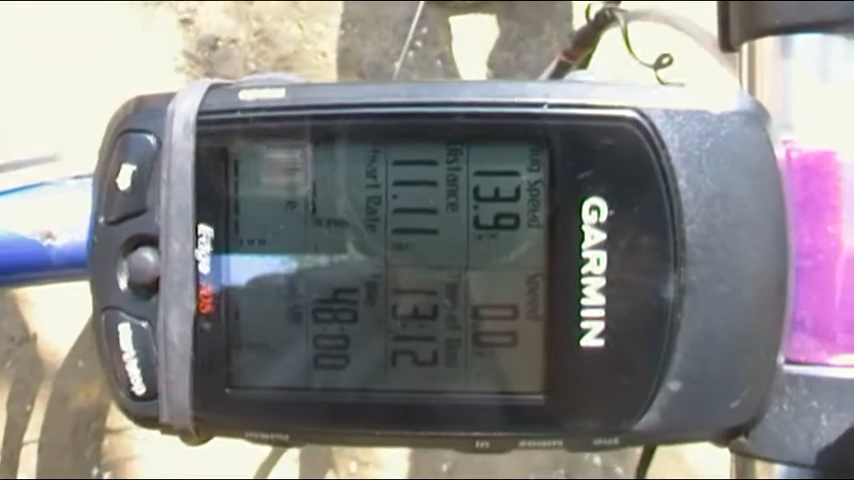 GARMIN
Avg Speed Speed
13.9 0.0
Distance Time of Day
11.11 13:12
Heart Rate Time
48:00
Edge 705